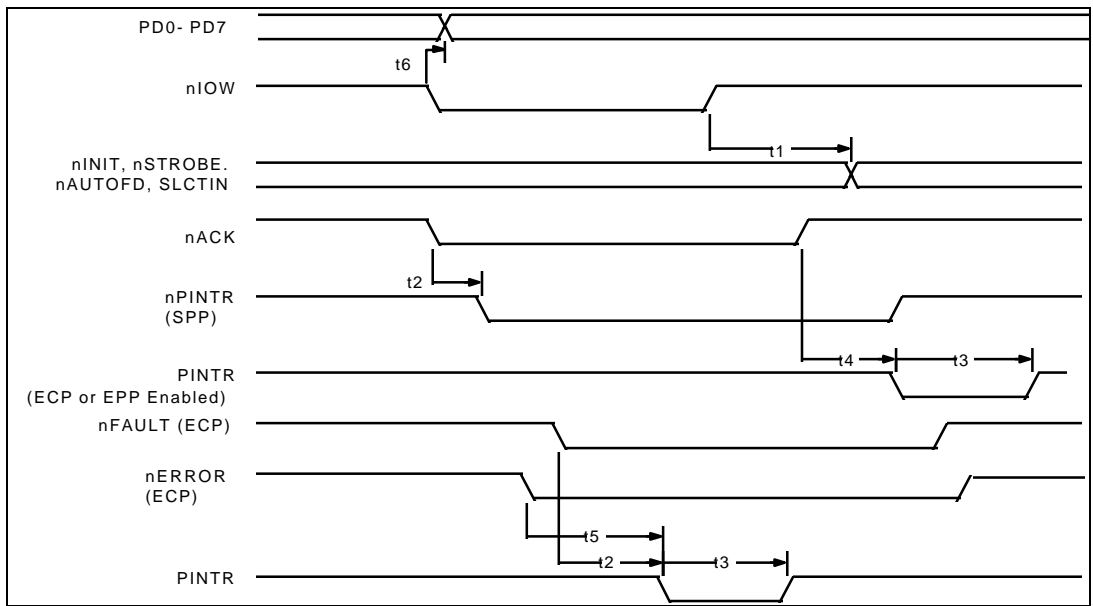 PD0- PD7
t6
nIOW
t1
nINIT, nSTROBE.
nAUTOFD, SLCTIN
nACK
t2
nPINTR
(SPP)
t4
t3
PINTR
(ECP or EPP Enabled)
nFAULT (ECP)
nERROR
(ECP)
t5
t2
t3
PINTR